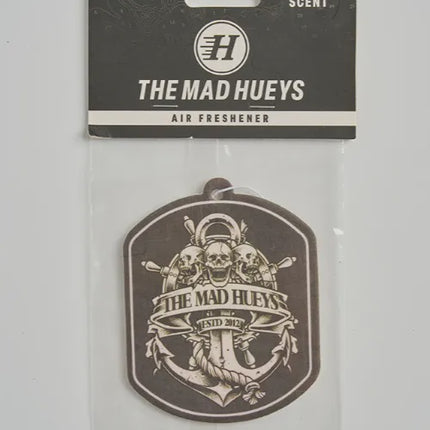 SCENT
H
THE MAD HUEYS
AIR FRESHENER
THE MAD HUEYS
ESTD 2012